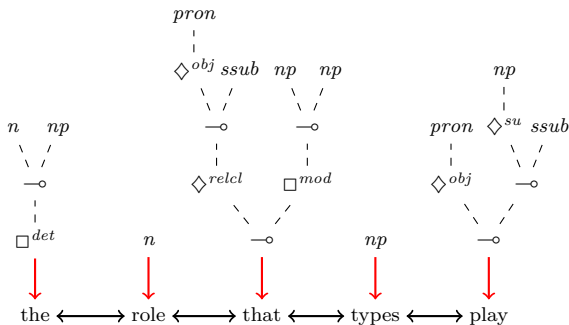 pron
◇obj ssub np np np
n np ⊸ ⊸ pron ◇su ssub
⊸ ◇relcl □mod ◇obj ⊸
□det n ⊸ np ⊸
the role that types play